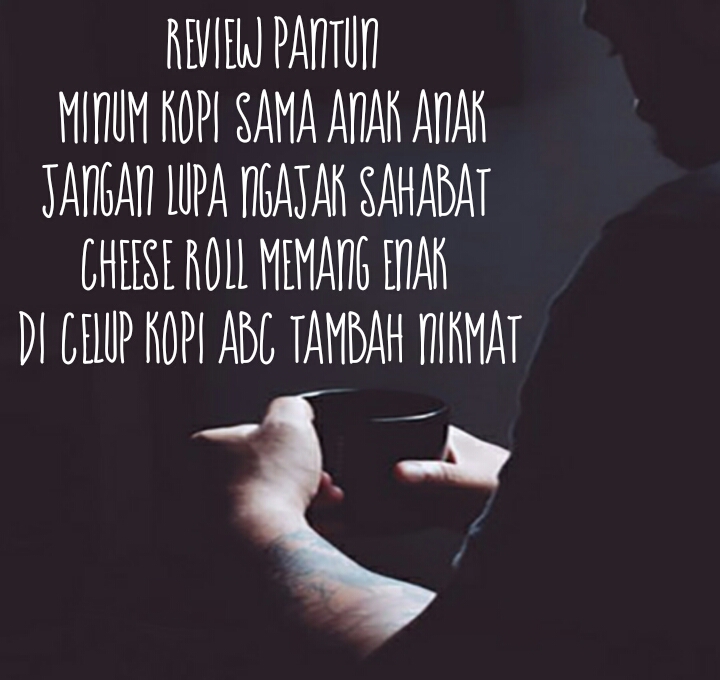 REVIEW PANTUN
MINUM KOPI SAMA ANAK ANAK
JANGAN LUPA NGAJAK SAHABAT
CHEESE ROLL MEMANG ENAK
DI CELUP KOPI ABC TAMBAH NIKMAT